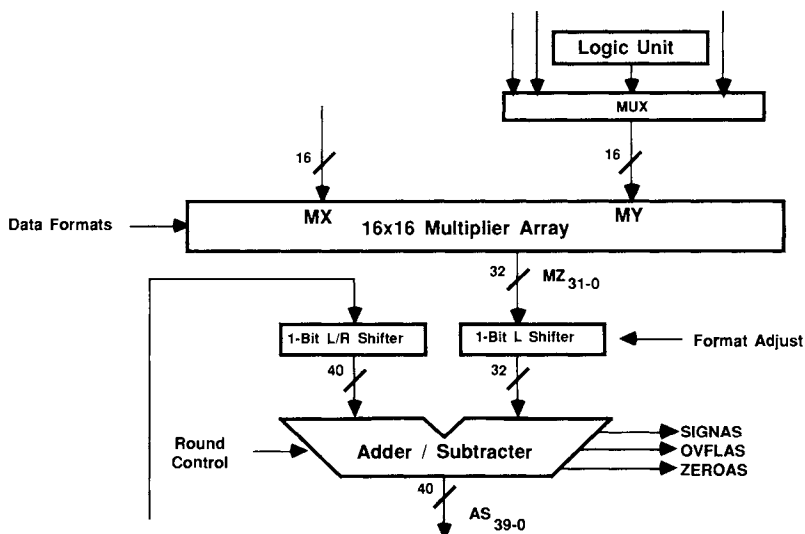 Logic Unit
MUX
16
16
MX
MY
Data Formats
16x16 Multiplier Array
32
MZ31-0
1-Bit L/R Shifter
1-Bit L Shifter
Format Adjust
40
32
Round
Control
Adder / Subtracter
SIGNAS
OVFLAS
ZEROAS
40
AS39-0